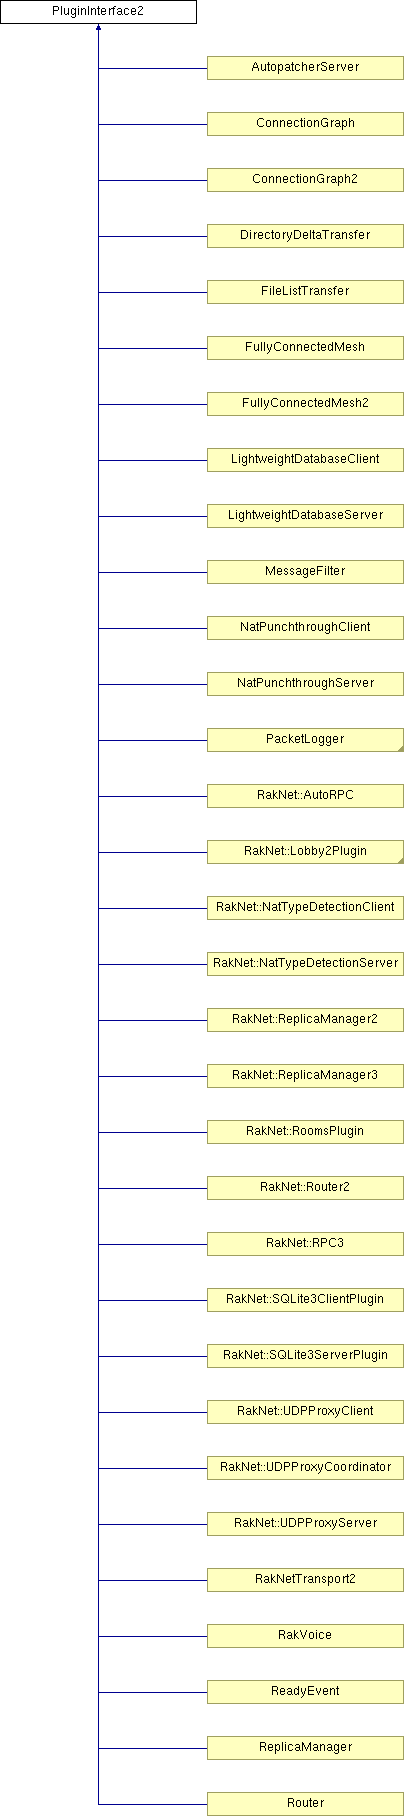 PluginInterface2
AutopatcherServer
ConnectionGraph
ConnectionGraph2
DirectoryDeltaTransfer
FileListTransfer
FullyConnectedMesh
FullyConnectedMesh2
LightweightDatabaseClient
LightweightDatabaseServer
MessageFilter
NatPunchthroughClient
NatPunchthroughServer
PacketLogger
RakNet::AutoRPC
RakNet::Lobby2Plugin
RakNet::NatTypeDetectionClient
RakNet::NatTypeDetectionServer
RakNet::ReplicaManager2
RakNet::ReplicaManager3
RakNet::RoomsPlugin
RakNet::Router2
RakNet::RPC3
RakNet::SQLite3ClientPlugin
RakNet::SQLite3ServerPlugin
RakNet::UDPProxyClient
RakNet::UDPProxyCoordinator
RakNet::UDPProxyServer
RakNetTransport2
RakVoice
ReadyEvent
ReplicaManager
Router